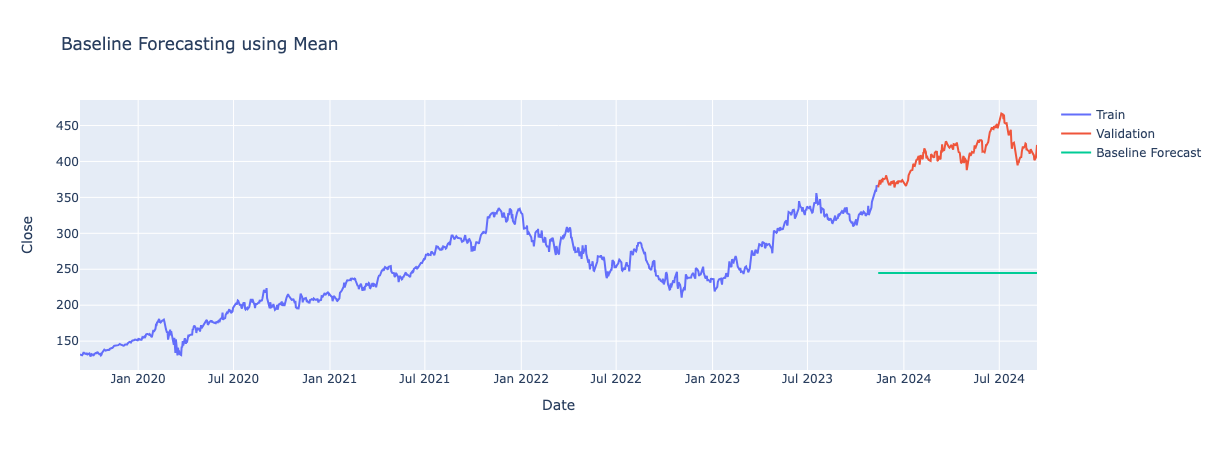 Baseline Forecasting using Mean
Train
Validation
Baseline Forecast
450
400
350
300
250
200
150
Close
Jan 2020 Jul 2020 Jan 2021 Jul 2021 Jan 2022 Jul 2022 Jan 2023 Jul 2023 Jan 2024 Jul 2024
Date